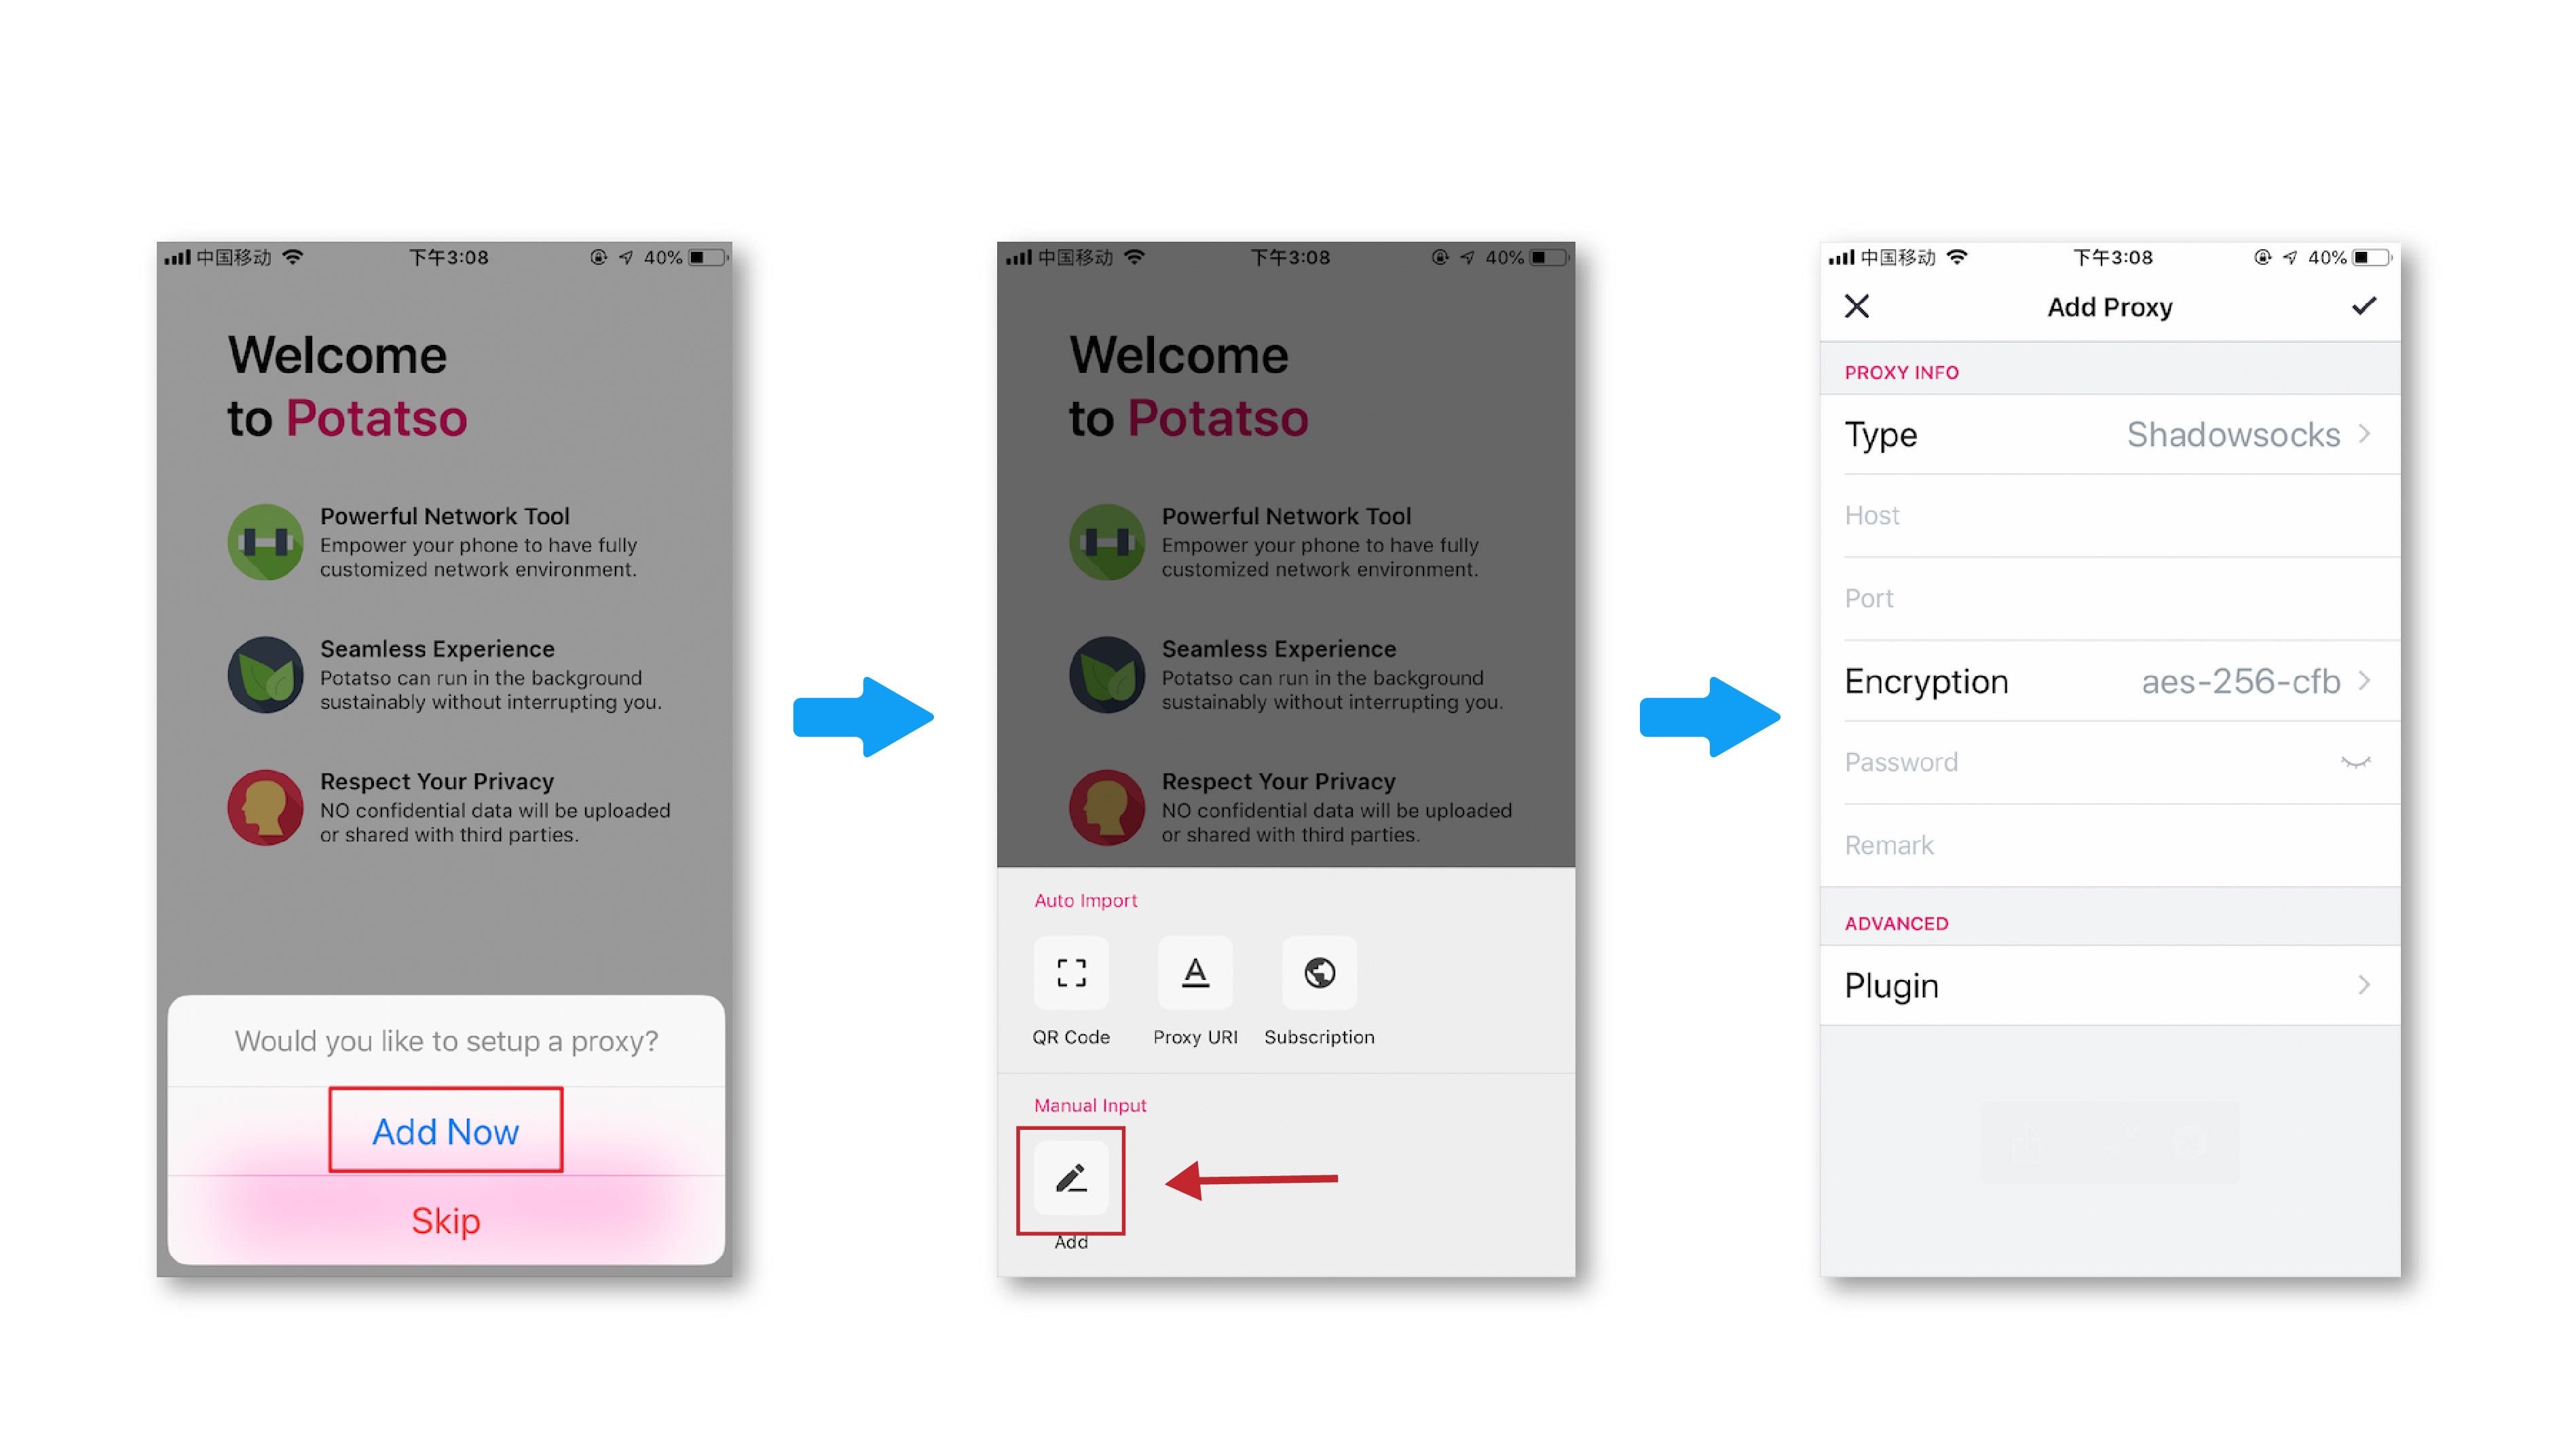 中国移动
下午3:08
40%
Welcome
to Potatso
Powerful Network Tool
Empower your phone to have fully
customized network environment.
Seamless Experience
Potatso can run in the background
sustainably without interrupting you.
Respect Your Privacy
NO confidential data will be uploaded
or shared with third parties.
Would you like to setup a proxy?
Add Now
Skip
中国移动
下午3:08
40%
Welcome
to Potatso
Powerful Network Tool
Empower your phone to have fully
customized network environment.
Seamless Experience
Potatso can run in the background
sustainably without interrupting you.
Respect Your Privacy
NO confidential data will be uploaded
or shared with third parties.
Auto Import
QR Code
Proxy URI
Subscription
Manual Input
Add
中国移动
下午3:08
40%
Add Proxy
PROXY INFO
Type Shadowsocks
Host
Port
Encryption aes-256-cfb
Password
Remark
ADVANCED
Plugin